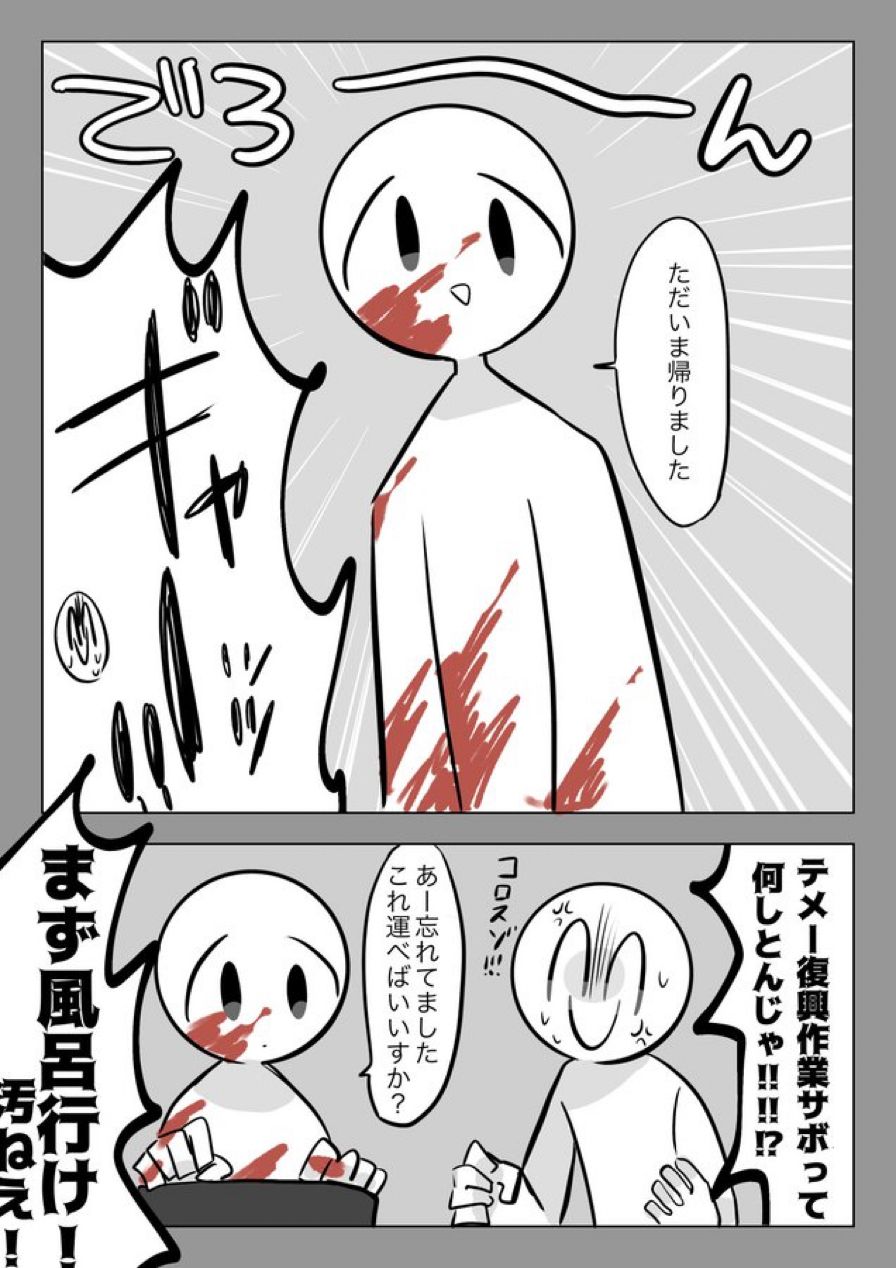 でろ
ーん
ただいま帰りました
ギャー
テメー復興作業サボって
何しとんじゃ!!!!?
コロスゾ!!!
あー忘れてました
これ運べばいいすか?
まず風呂行け!
汚ねえ!